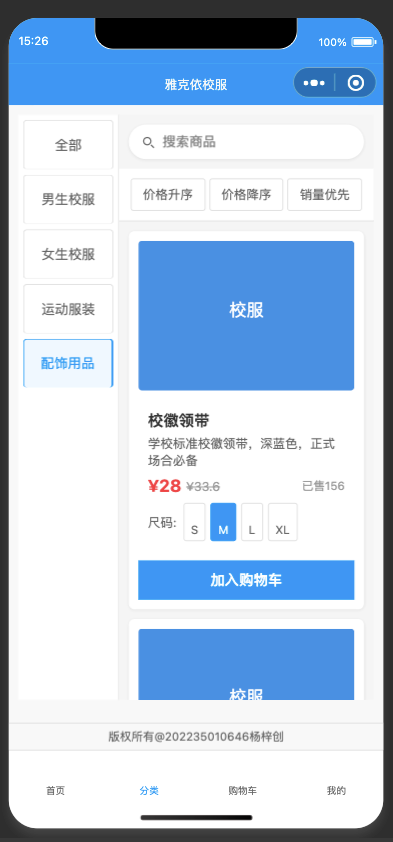 15:26
100%
雅克依校服
全部
男生校服
女生校服
运动服装
配饰用品
搜索商品
价格升序 价格降序 销量优先
校服
校徽领带
学校标准校徽领带，深蓝色，正式
场合必备
¥28 ¥33.6 已售156
尺码: S M L XL
加入购物车
校服
版权所有@202235010646杨梓创
首页 分类 购物车 我的